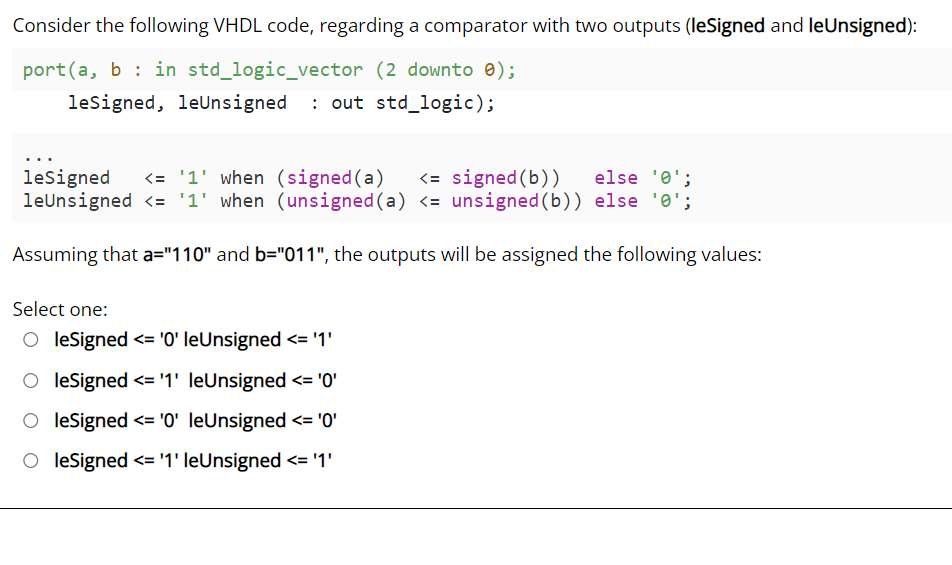 Consider the following VHDL code, regarding a comparator with two outputs (leSigned and leUnsigned):
port(a, b : in std_logic_vector (2 downto 0);
leSigned, leUnsigned : out std_logic);
...
leSigned <= '1' when (signed(a) <= signed(b)) else '0';
leUnsigned <= '1' when (unsigned(a) <= unsigned(b)) else '0';
Assuming that a="110" and b="011", the outputs will be assigned the following values:
Select one:
leSigned <= '0' leUnsigned <= '1'
leSigned <= '1' leUnsigned <= '0'
leSigned <= '0' leUnsigned <= '0'
leSigned <= '1' leUnsigned <= '1'